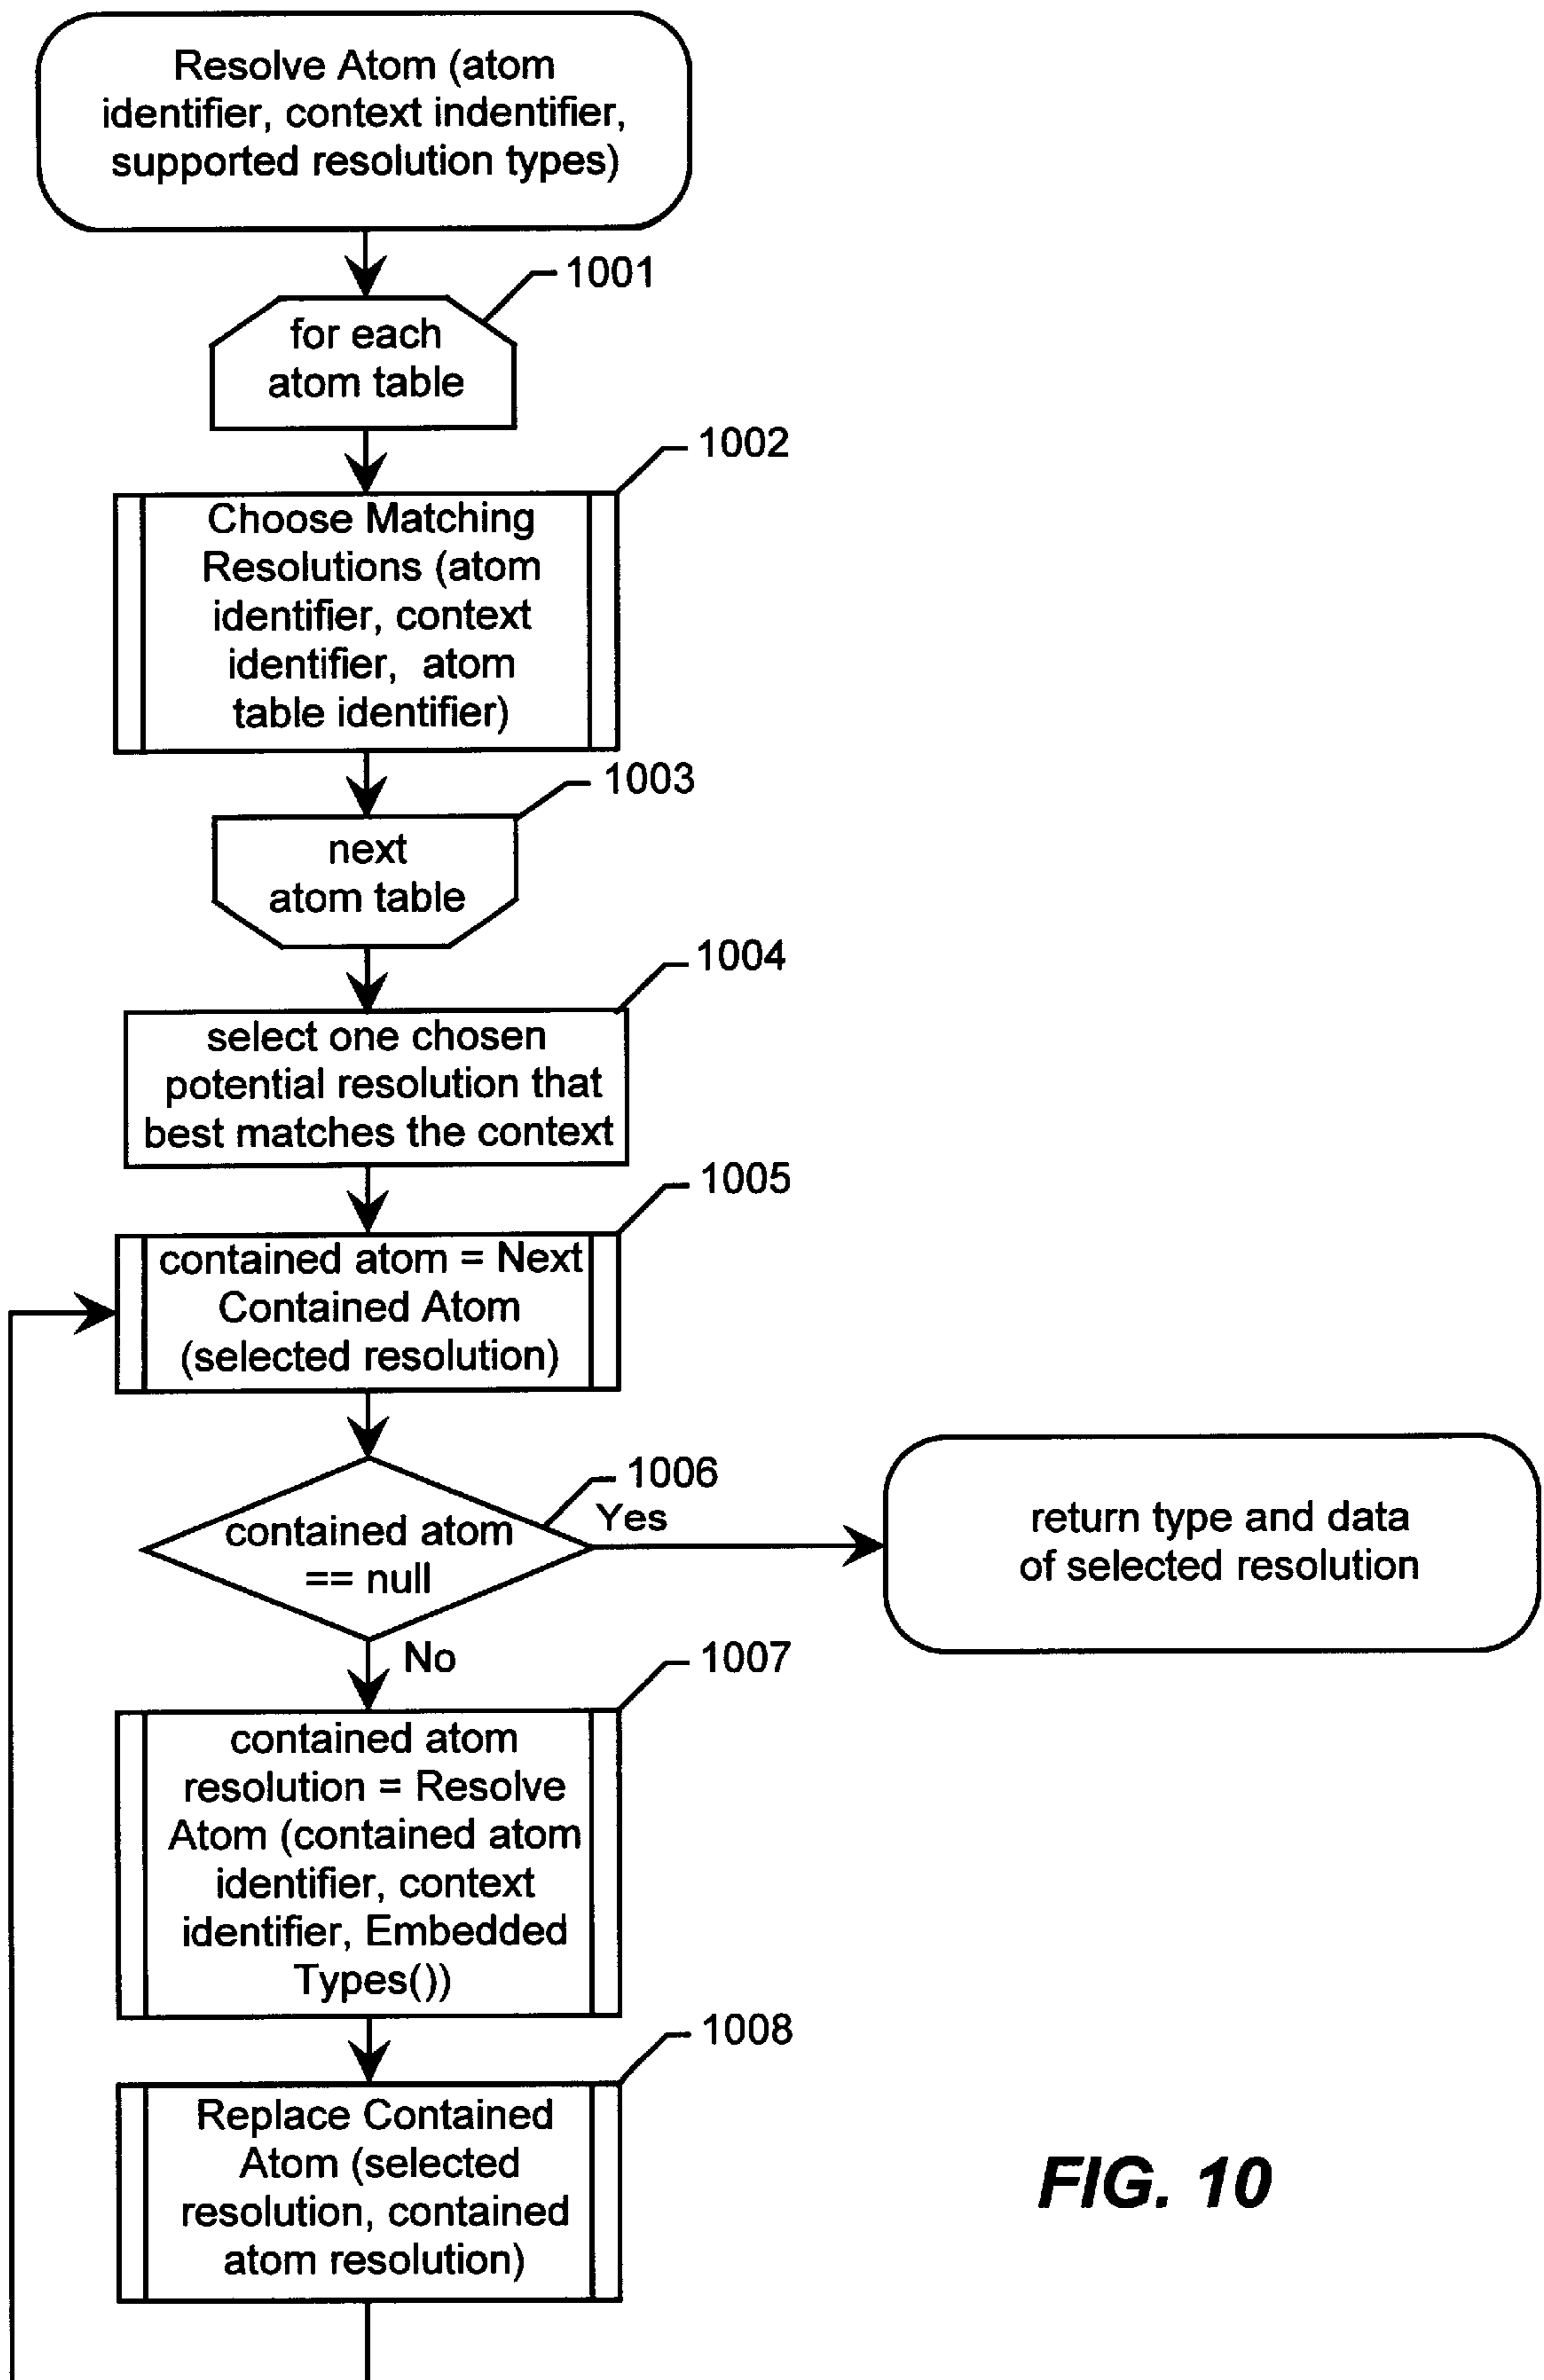 Resolve Atom (atom
identifier, context indentifier,
supported resolution types)
1001
for each
atom table
1002
Choose Matching
Resolutions (atom
identifier, context
identifier, atom
table identifier)
1003
next
atom table
1004
select one chosen
potential resolution that
best matches the context
1005
contained atom = Next
Contained Atom
(selected resolution)
1006
contained atom
== null
Yes
return type and data
of selected resolution
No
1007
contained atom
resolution = Resolve
Atom (contained atom
identifier, context
identifier, Embedded
Types())
1008
Replace Contained
Atom (selected
resolution, contained
atom resolution)
FIG. 10